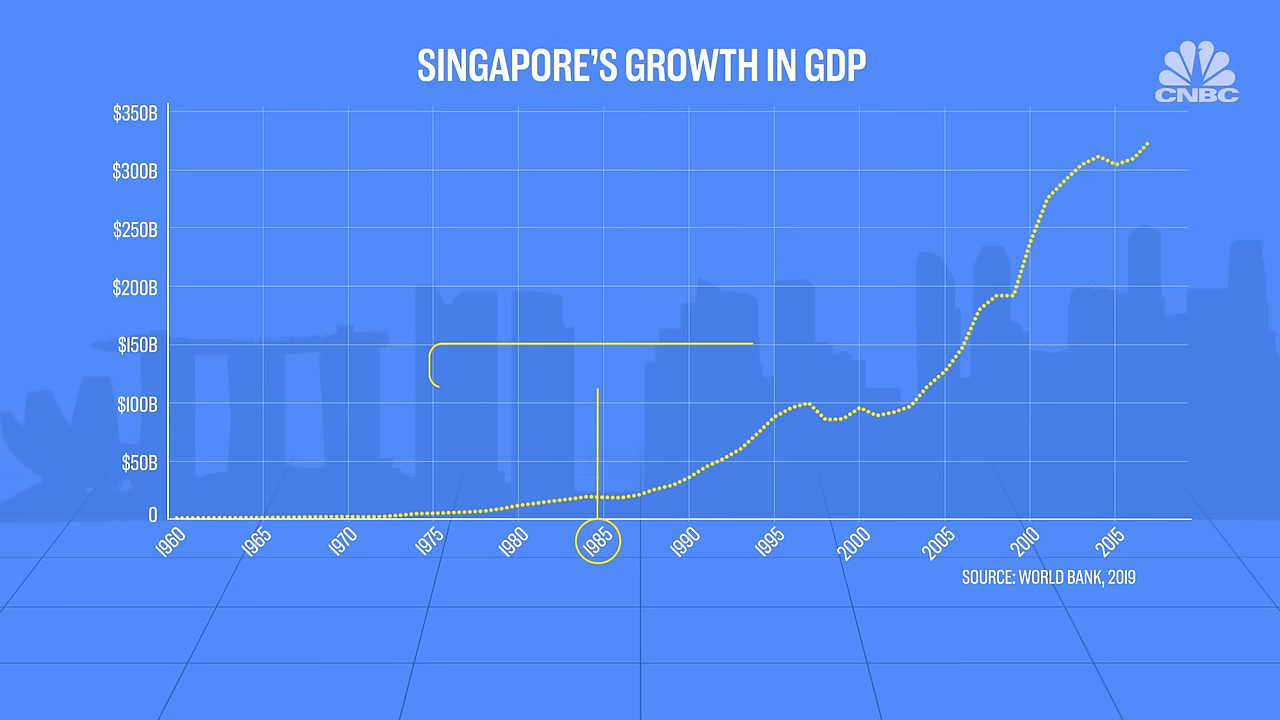 SINGAPORE'S GROWTH IN GDP
CNBC
$350B
$300B
$250B
$200B
$150B
$100B
$50B
0
1960 1965 1970 1975 1980 1985 1990 1995 2000 2005 2010 2015
SOURCE: WORLD BANK, 2019